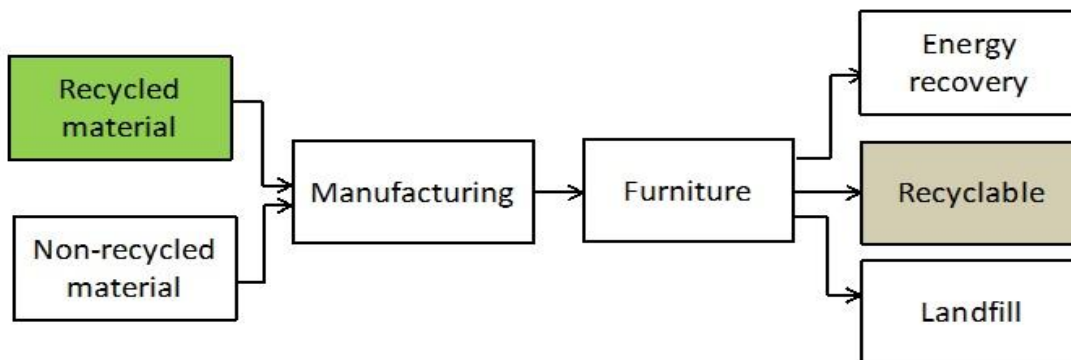 Recycled
material
Non-recycled
material
Manufacturing
Furniture
Energy
recovery
Recyclable
Landfill